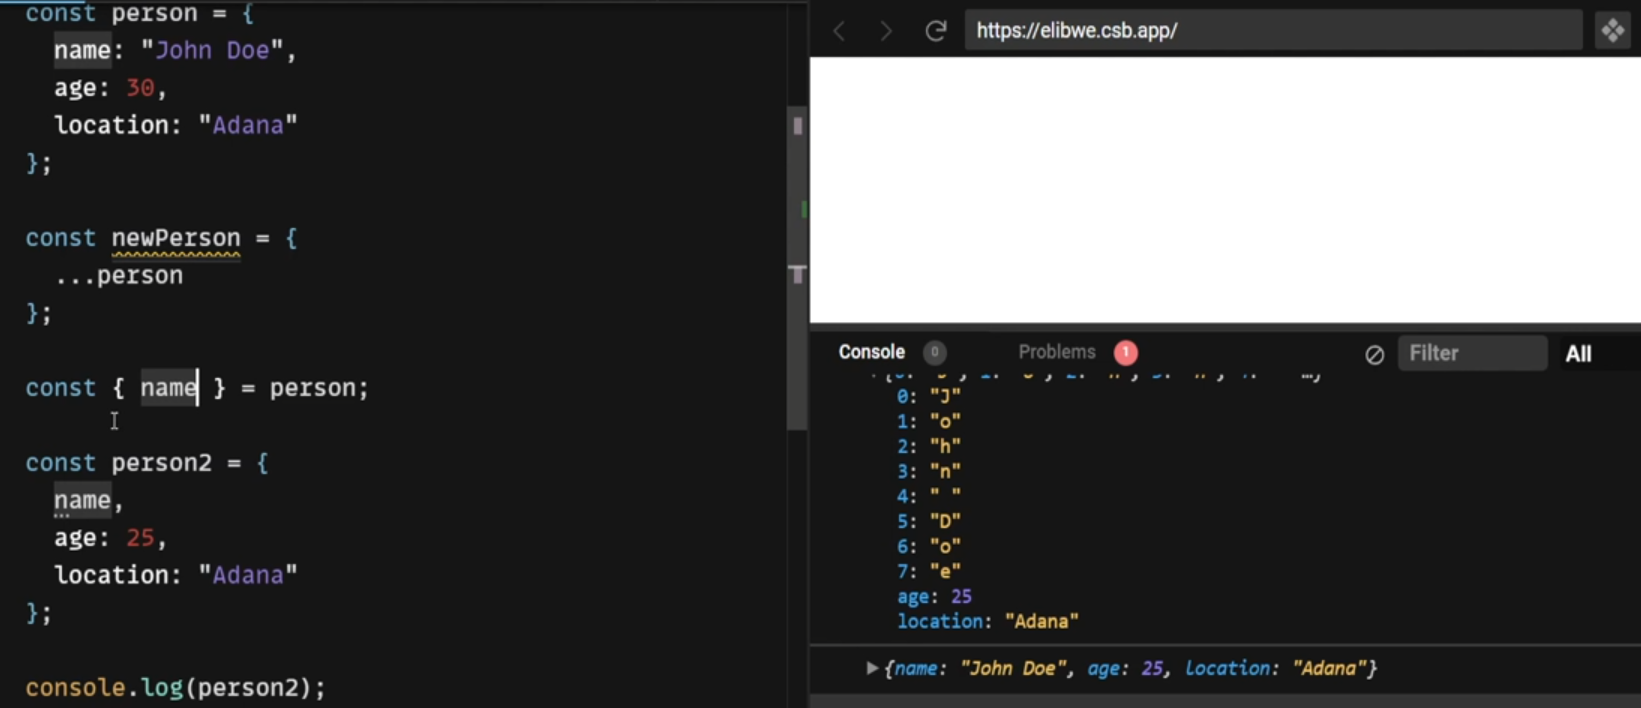 const person = {
name: "John Doe",
age: 30,
location: "Adana"
};
const newPerson = {
...person
};
const { name } = person;
const person2 = {
name,
age: 25,
location: "Adana"
};
console.log(person2);
https://elibwe.csb.app/
Console 0 Problems 1 Filter All
0: "J"
1: "o"
2: "h"
3: "n"
4: " "
5: "D"
6: "o"
7: "e"
age: 25
location: "Adana"
▶{name: "John Doe", age: 25, location: "Adana"}